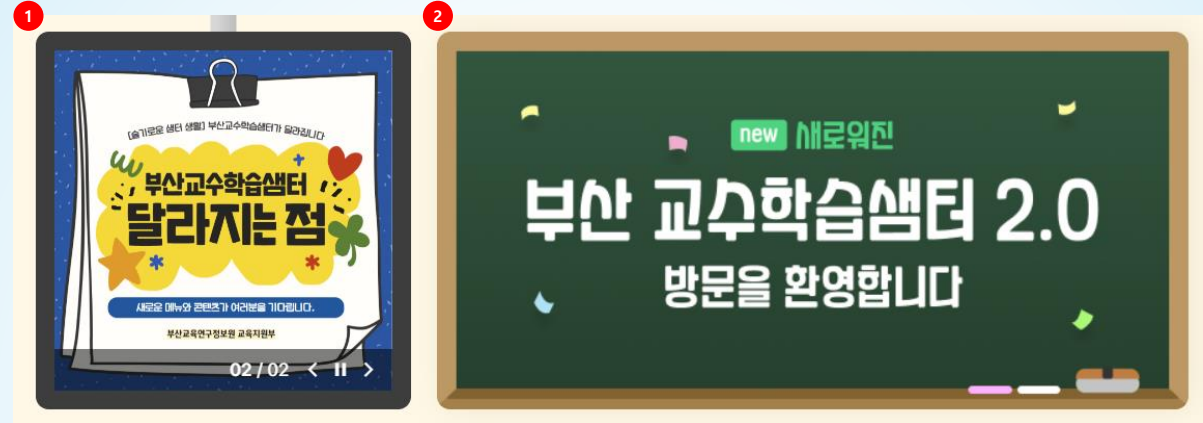 1
[슬기로운 샘터 생활] 부산교수학습샘터가 달라집니다
부산교수학습샘터
달라지는 점
새로운 메뉴와 콘텐츠가 여러분을 기다립니다.
부산교육연구정보원 교육지원부
02 / 02
2
new 새로워진
부산 교수학습샘터 2.0
방문을 환영합니다